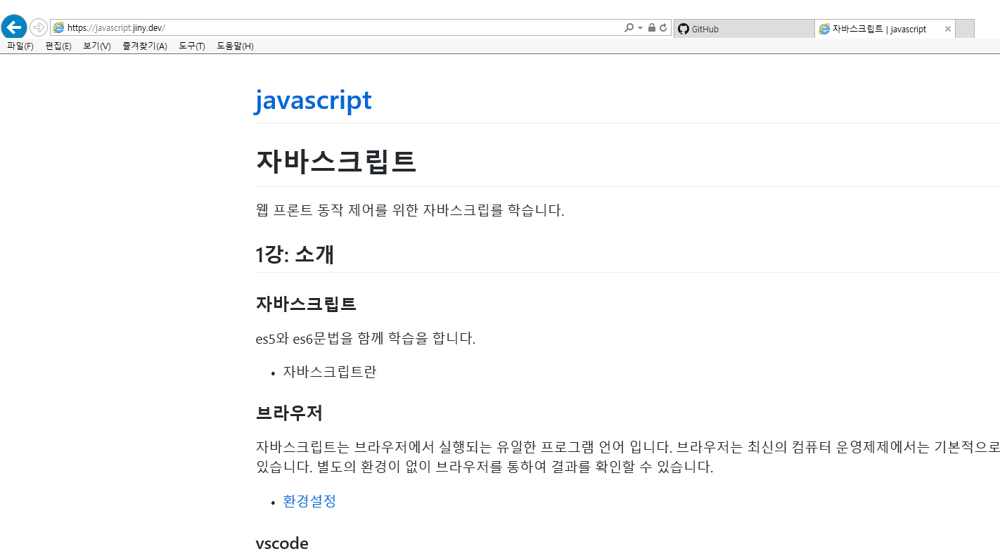 https://javascript.jiny.dev/
GitHub
자바스크립트 | javascript
파일(F) 편집(E) 보기(V) 즐겨찾기(A) 도구(T) 도움말(H)
javascript
자바스크립트
웹 프론트 동작 제어를 위한 자바스크립를 학습니다.
1강: 소개
자바스크립트
es5와 es6문법을 함께 학습을 합니다.
• 자바스크립트란
브라우저
자바스크립트는 브라우저에서 실행되는 유일한 프로그램 언어 입니다. 브라우저는 최신의 컴퓨터 운영제제에서는 기본적으로
있습니다. 별도의 환경이 없이 브라우저를 통하여 결과를 확인할 수 있습니다.
• 환경설정
vscode